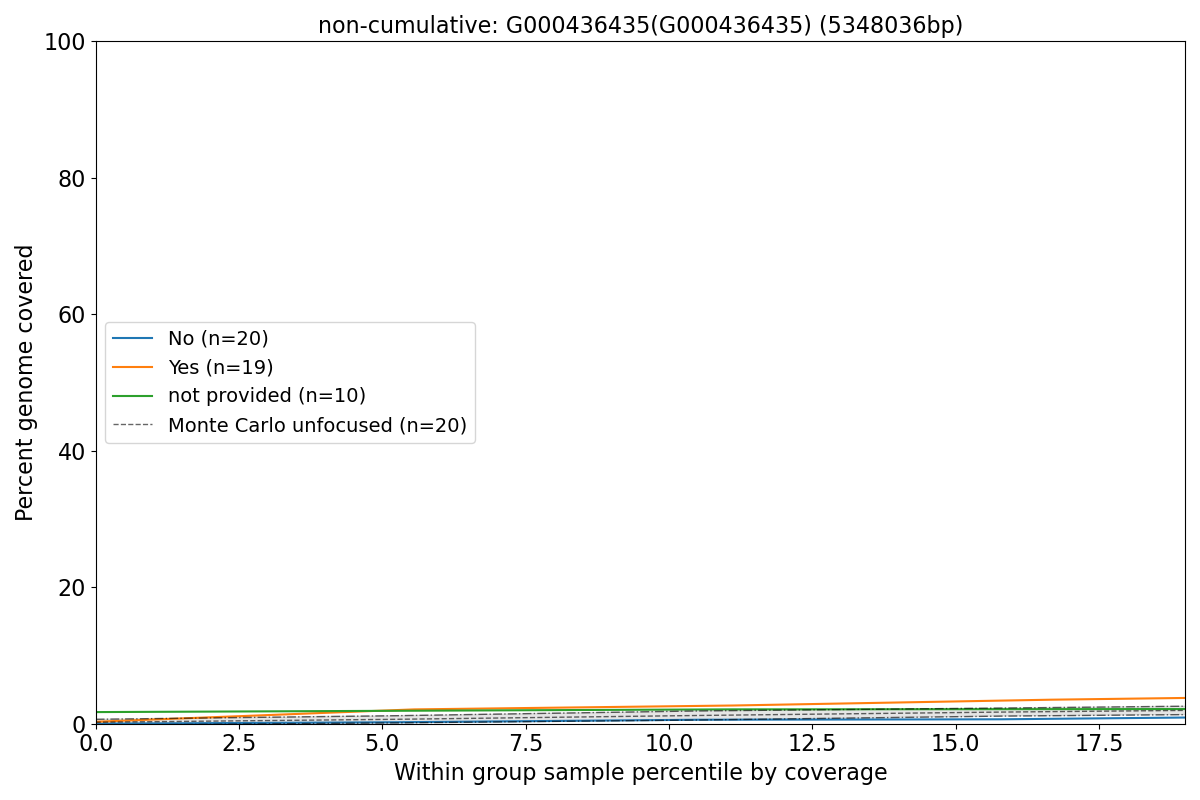 non-cumulative: G000436435(G000436435) (5348036bp)
100
80
60
40
20
0
Percent genome covered
No (n=20)
Yes (n=19)
not provided (n=10)
Monte Carlo unfocused (n=20)
0.0 2.5 5.0 7.5 10.0 12.5 15.0 17.5
Within group sample percentile by coverage